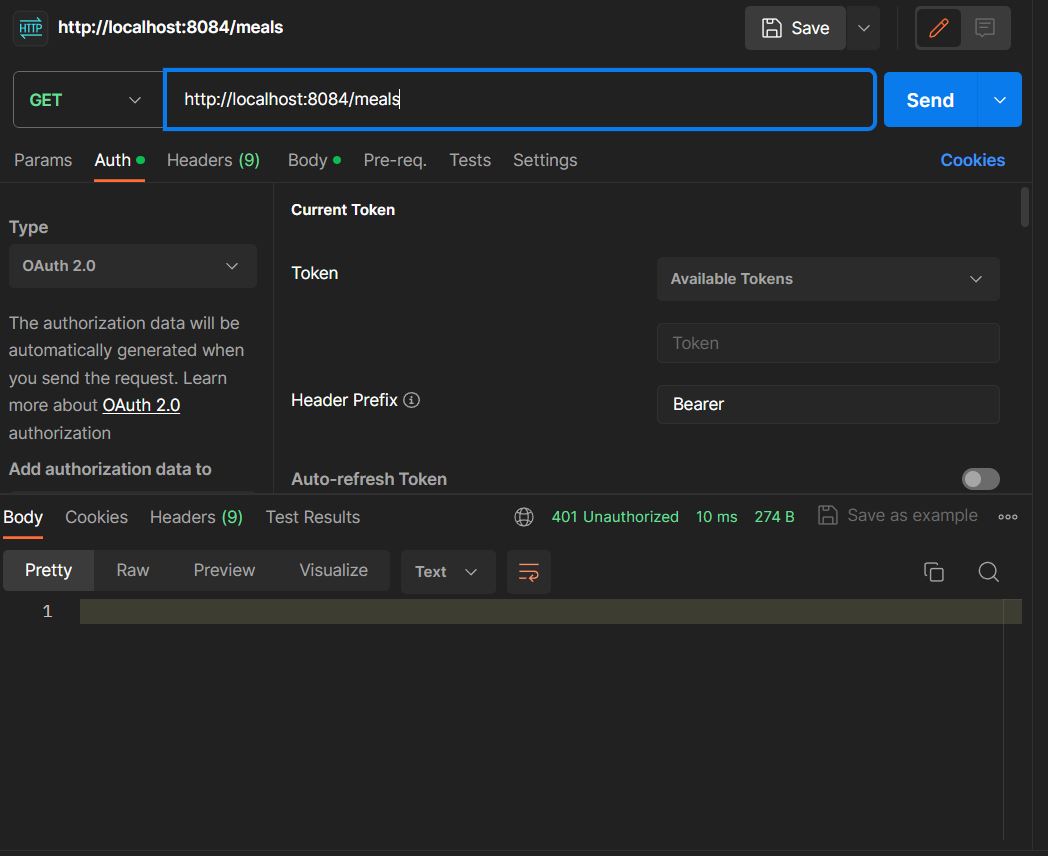 HTTP http://localhost:8084/meals Save
GET http://localhost:8084/meals Send
Params Auth Headers (9) Body Pre-req. Tests Settings Cookies
Type
OAuth 2.0
The authorization data will be
automatically generated when
you send the request. Learn
more about OAuth 2.0
authorization
Add authorization data to
Current Token
Token Available Tokens
Token
Header Prefix Bearer
Auto-refresh Token
Body Cookies Headers (9) Test Results 401 Unauthorized 10 ms 274 B Save as example
Pretty Raw Preview Visualize Text
1